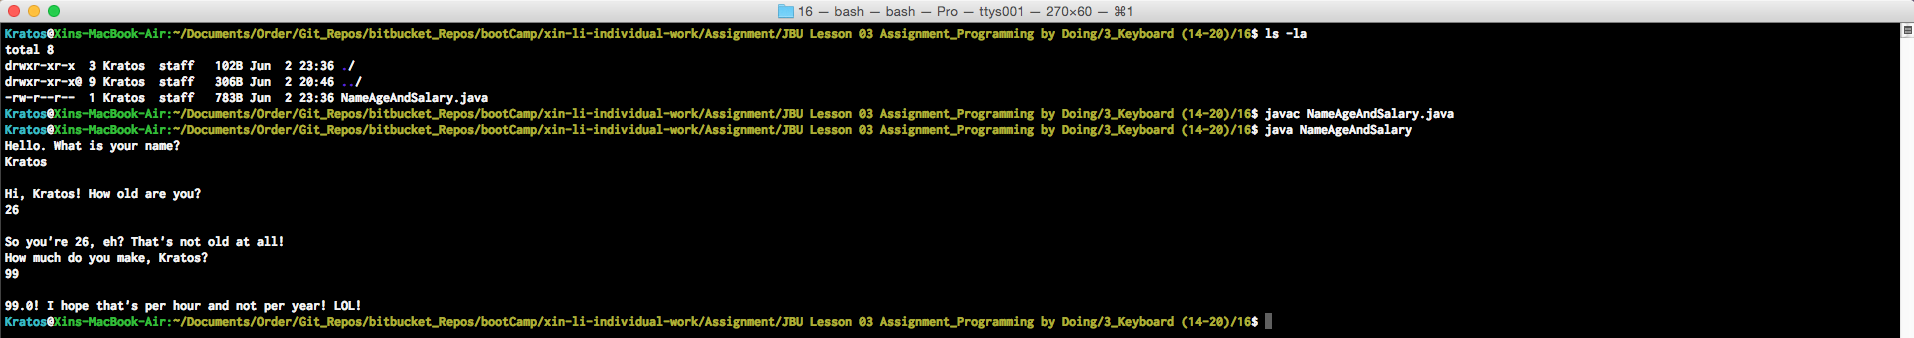 16 — bash — bash — Pro — ttys001 — 270×60 — ⌘1
Kratos@Xins-MacBook-Air:~/Documents/Order/Git_Repos/bitbucket_Repos/bootCamp/xin-li-individual-work/Assignment/JBU Lesson 03 Assignment_Programming by Doing/3_Keyboard (14-20)/16$ ls -la
total 8
drwxr-xr-x  3 Kratos  staff   102B Jun  2 23:36 ./
drwxr-xr-x@ 9 Kratos  staff   306B Jun  2 20:46 ../
-rw-r--r--  1 Kratos  staff   783B Jun  2 23:36 NameAgeAndSalary.java
Kratos@Xins-MacBook-Air:~/Documents/Order/Git_Repos/bitbucket_Repos/bootCamp/xin-li-individual-work/Assignment/JBU Lesson 03 Assignment_Programming by Doing/3_Keyboard (14-20)/16$ javac NameAgeAndSalary.java
Kratos@Xins-MacBook-Air:~/Documents/Order/Git_Repos/bitbucket_Repos/bootCamp/xin-li-individual-work/Assignment/JBU Lesson 03 Assignment_Programming by Doing/3_Keyboard (14-20)/16$ java NameAgeAndSalary
Hello. What is your name?
Kratos
Hi, Kratos! How old are you?
26
So you're 26, eh? That's not old at all!
How much do you make, Kratos?
99
99.0! I hope that's per hour and not per year! LOL!
Kratos@Xins-MacBook-Air:~/Documents/Order/Git_Repos/bitbucket_Repos/bootCamp/xin-li-individual-work/Assignment/JBU Lesson 03 Assignment_Programming by Doing/3_Keyboard (14-20)/16$